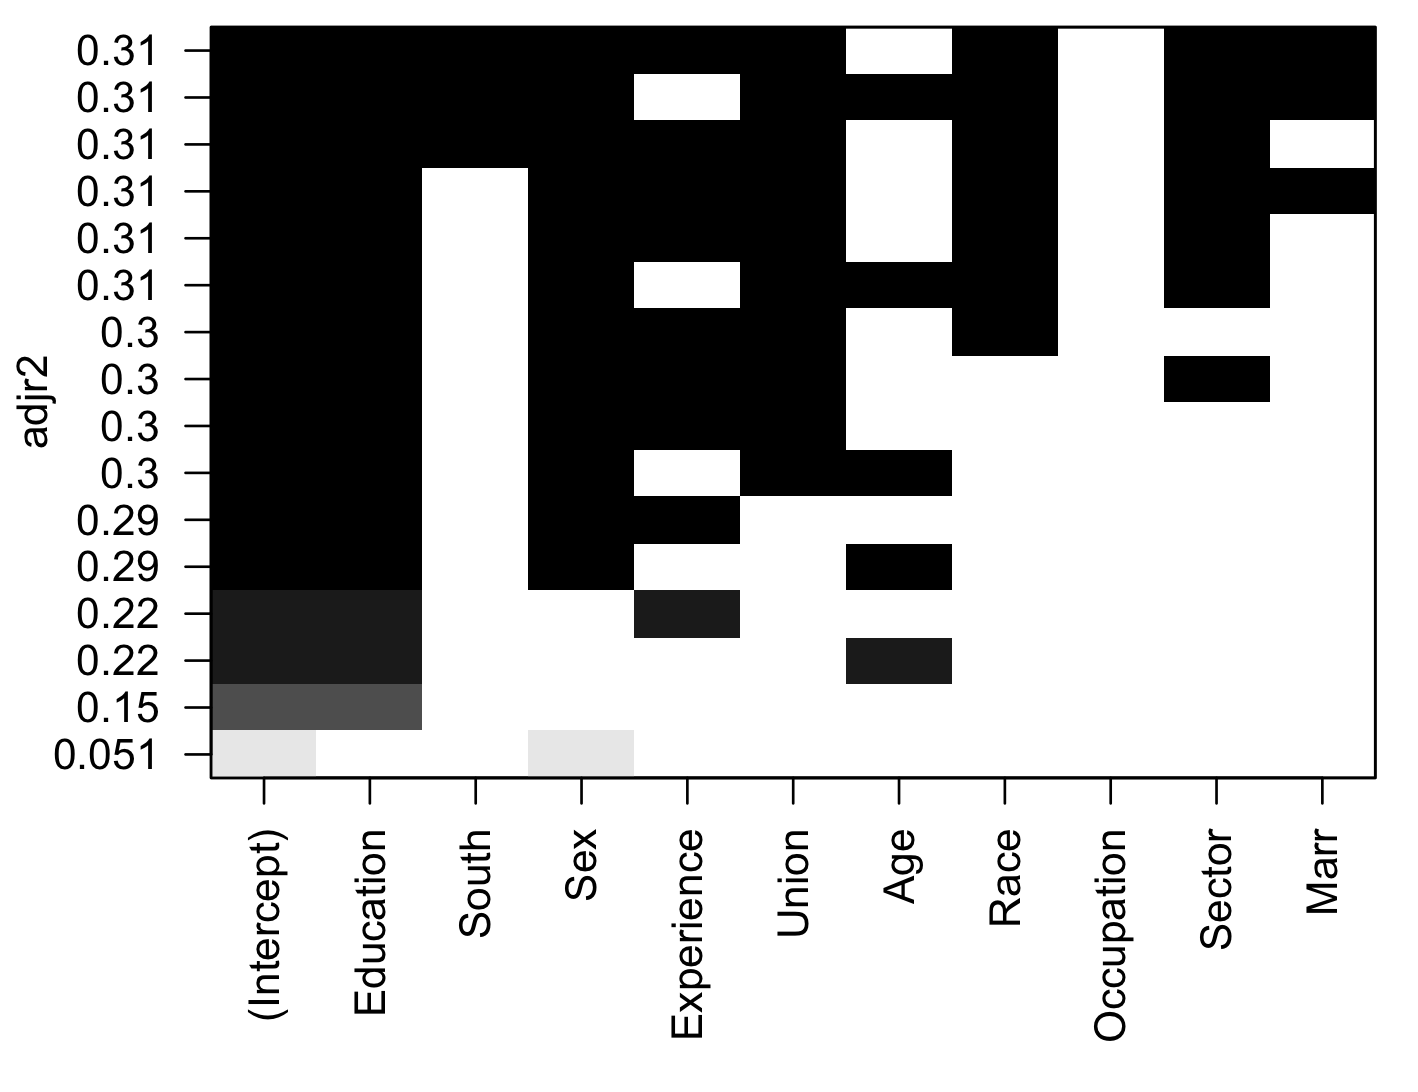 0.31
0.31
0.31
0.31
0.31
0.31
0.3
0.3
0.3
0.3
0.29
0.29
0.22
0.22
0.15
0.051
adjr2
(Intercept)
Education
South
Sex
Experience
Union
Age
Race
Occupation
Sector
Marr